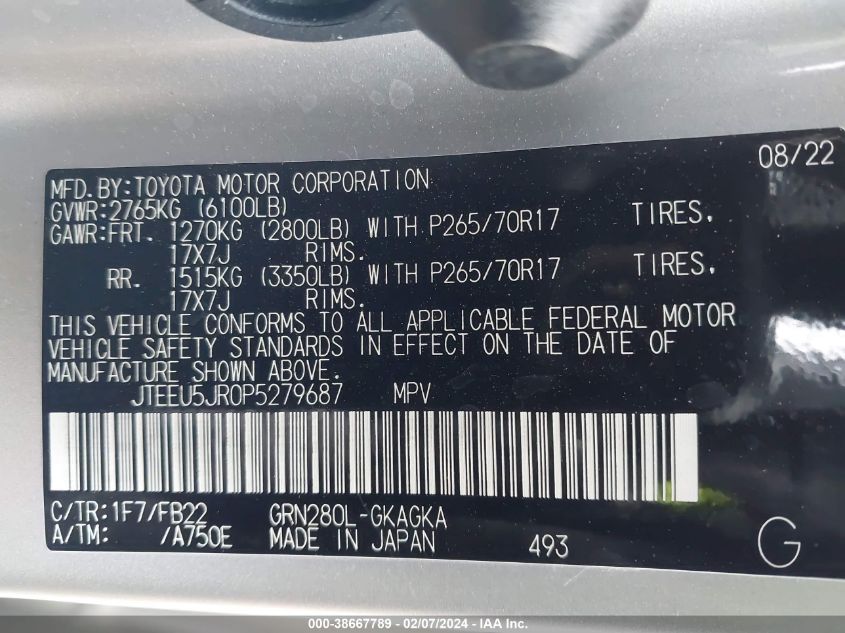 08/22
MFD.BY:TOYOTA MOTOR CORPORATION
GVWR:2765KG (6100LB)
GAWR:FRT. 1270KG (2800LB) WITH P265/70R17 TIRES.
17X7J RIMS.
RR. 1515KG (3350LB) WITH P265/70R17 TIRES.
17X7J RIMS.
THIS VEHICLE CONFORMS TO ALL APPLICABLE FEDERAL MOTOR
VEHICLE SAFETY STANDARDS IN EFFECT ON THE DATE OF
MANUFACTURE SHOWN ABOVE.
JTEEU5JR0P5279687 MPV
C/TR:1F7/FB22 GRN280L-GKAGKA
A/TM: /A750E MADE IN JAPAN 493 G
000-38667789 - 02/07/2024 - IAA Inc.